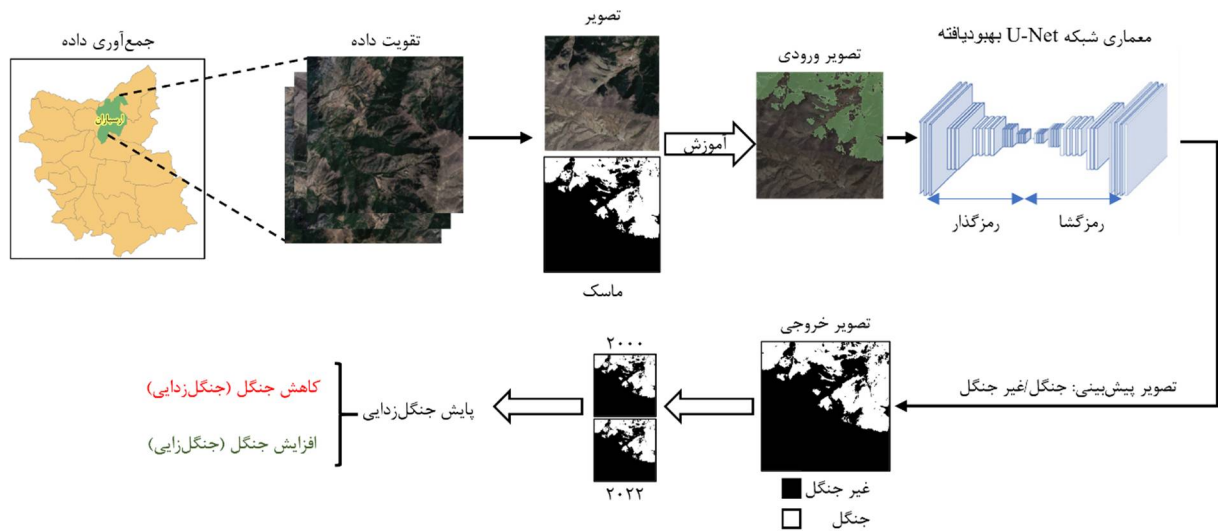 جمع‌آوری داده
ارسباران
تقویت داده
تصویر
ماسک
آموزش
تصویر ورودی
معماری شبکه U-Net بهبودیافته
رمزگذار
رمزگشا
تصویر پیش‌بینی: جنگل/غیر جنگل
تصویر خروجی
غیر جنگل
جنگل
۲۰۰۰
۲۰۲۲
پایش جنگل‌زدایی
کاهش جنگل (جنگل‌زدایی)
افزایش جنگل (جنگل‌زایی)